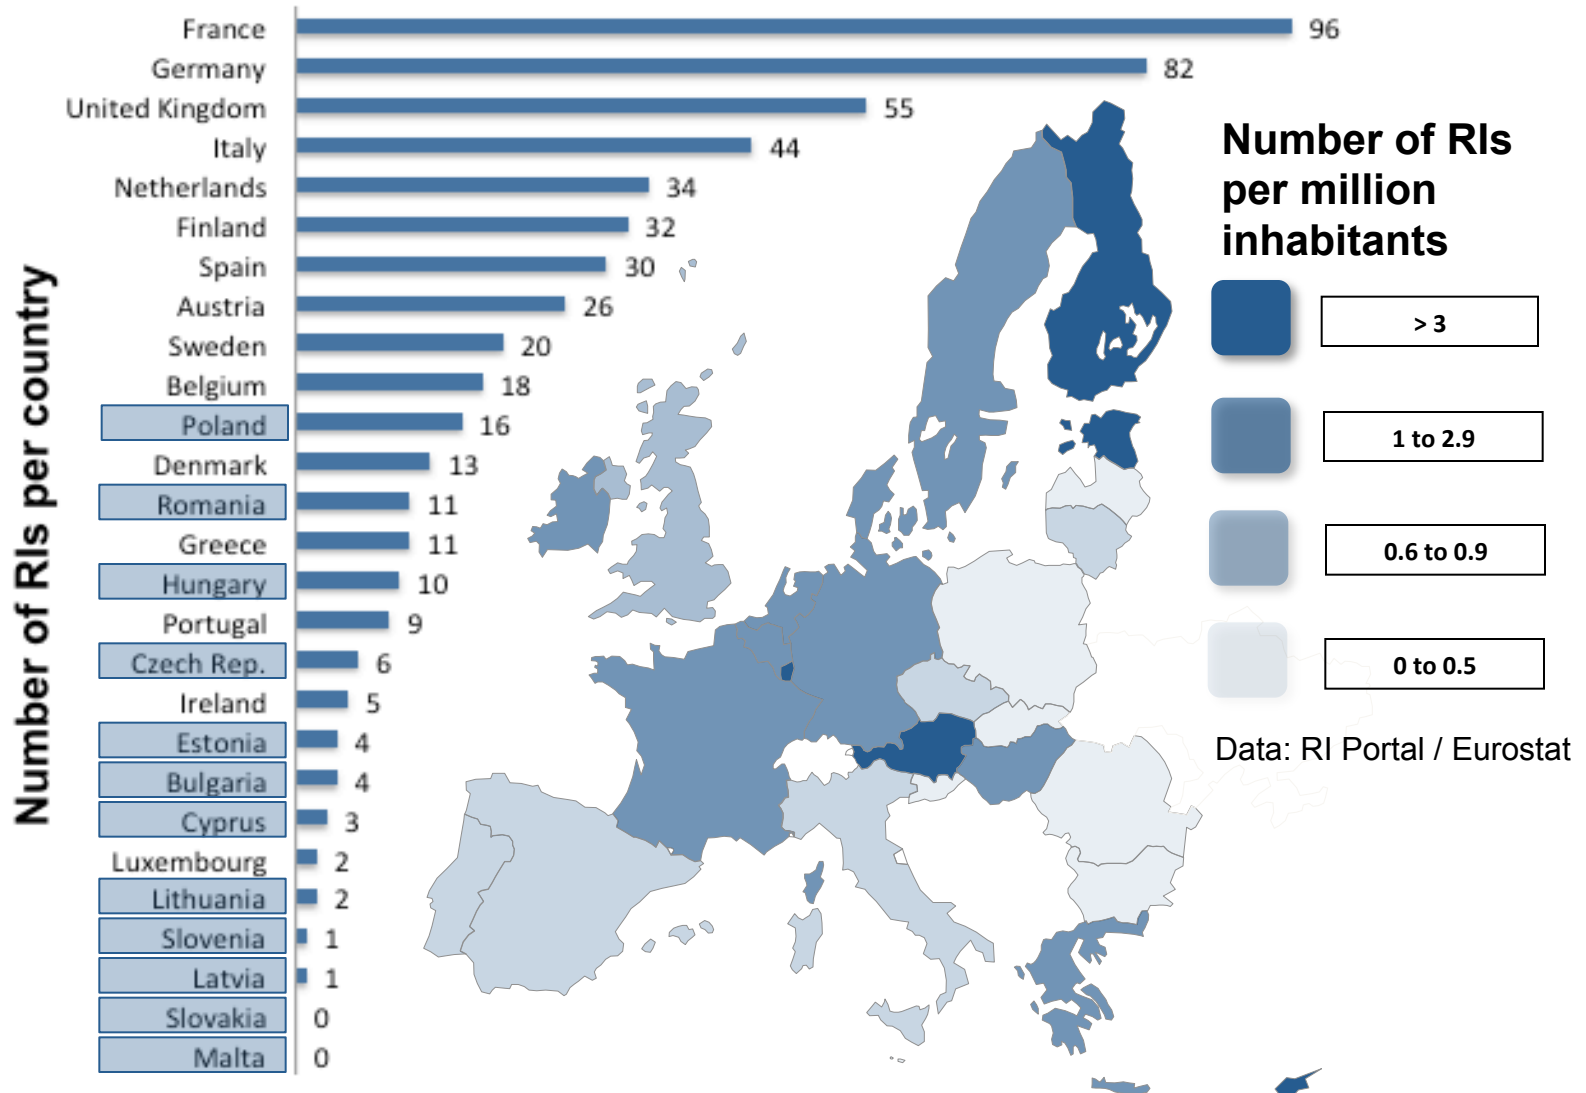 Number of RIs per country
France 96
Germany 82
United Kingdom 55
Italy 44
Netherlands 34
Finland 32
Spain 30
Austria 26
Sweden 20
Belgium 18
Poland 16
Denmark 13
Romania 11
Greece 11
Hungary 10
Portugal 9
Czech Rep. 6
Ireland 5
Estonia 4
Bulgaria 4
Cyprus 3
Luxembourg 2
Lithuania 2
Slovenia 1
Latvia 1
Slovakia 0
Malta 0
Number of RIs
per million
inhabitants
> 3
1 to 2.9
0.6 to 0.9
0 to 0.5
Data: RI Portal / Eurostat